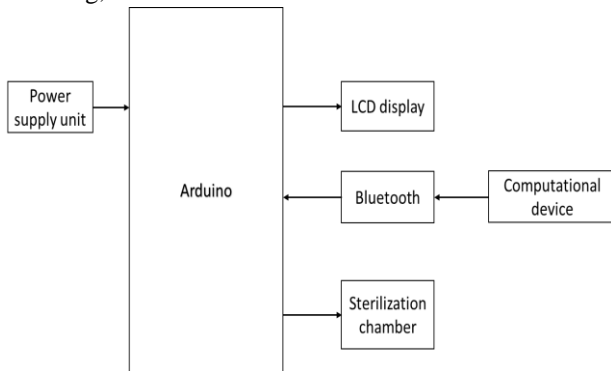 Power
supply unit
Arduino
LCD display
Bluetooth
Computational
device
Sterilization
chamber